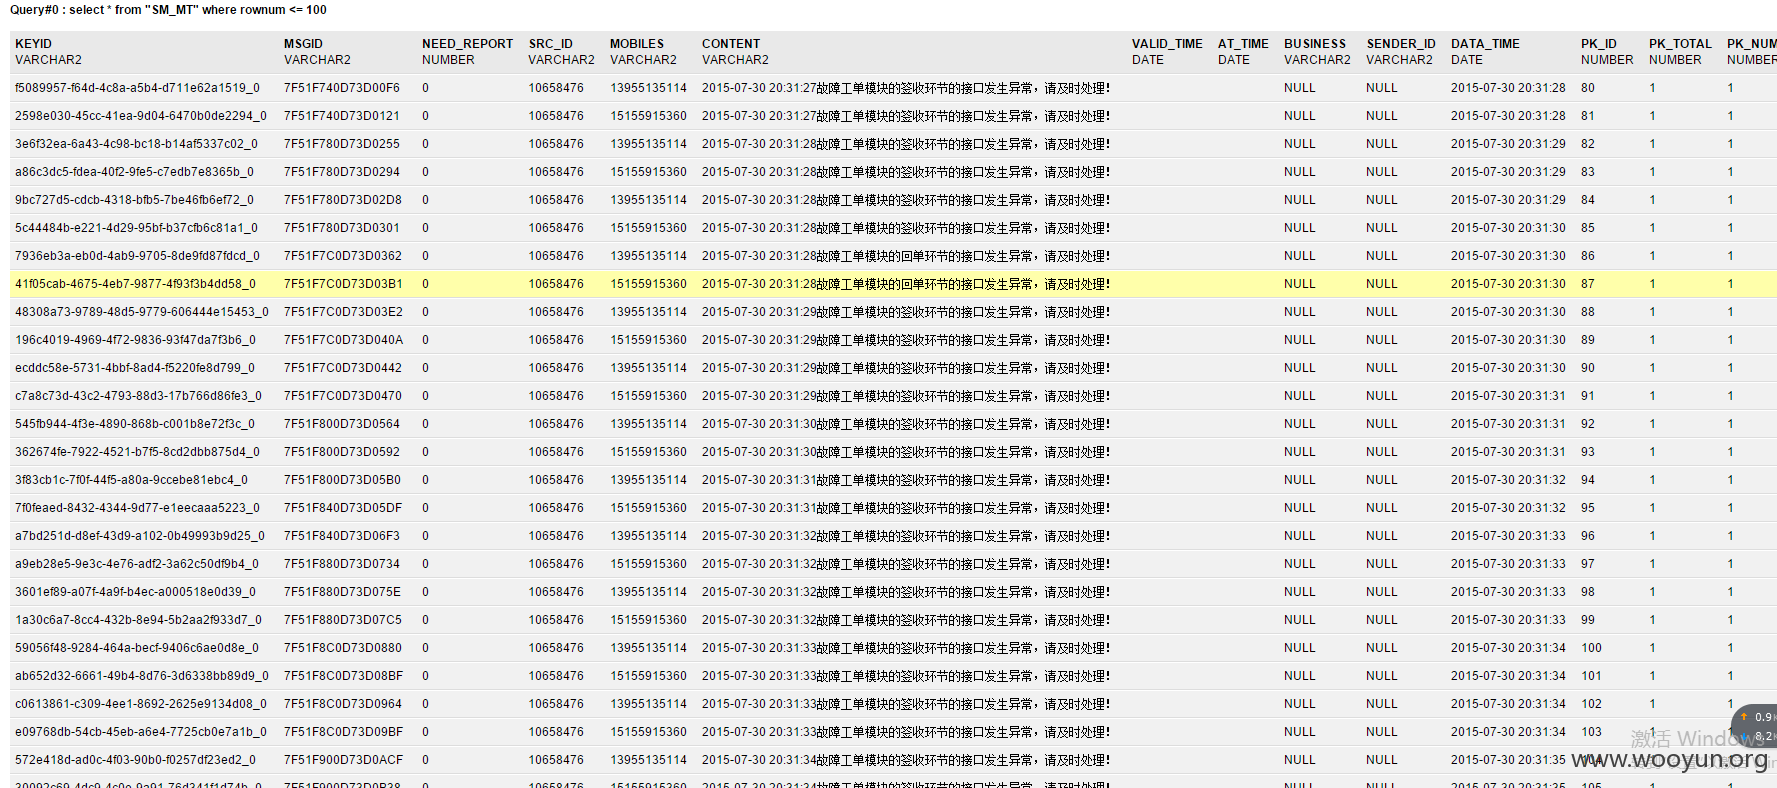 Query#0 : select * from "SM_MT" where rownum <= 100
KEYID MSGID NEED_REPORT SRC_ID MOBILES CONTENT VALID_TIME AT_TIME BUSINESS SENDER_ID DATA_TIME PK_ID PK_TOTAL PK_NUM
VARCHAR2 VARCHAR2 NUMBER VARCHAR2 VARCHAR2 VARCHAR2 DATE DATE VARCHAR2 VARCHAR2 DATE NUMBER NUMBER NUMBER
f5089957-f64d-4c8a-a5b4-d711e62a1519_0 7F51F740D73D00F6 0 10658476 13955135114 2015-07-30 20:31:27故障工单模块的签收环节的接口发生异常，请及时处理! NULL NULL 2015-07-30 20:31:28 80 1 1
2598e030-45cc-41ea-9d04-6470b0de2294_0 7F51F740D73D0121 0 10658476 15155915360 2015-07-30 20:31:27故障工单模块的签收环节的接口发生异常，请及时处理! NULL NULL 2015-07-30 20:31:28 81 1 1
3e6f32ea-6a43-4c98-bc18-b14af5337c02_0 7F51F780D73D0255 0 10658476 13955135114 2015-07-30 20:31:28故障工单模块的签收环节的接口发生异常，请及时处理! NULL NULL 2015-07-30 20:31:29 82 1 1
a86c3dc5-fdea-40f2-9fe5-c7edb7e8365b_0 7F51F780D73D0294 0 10658476 15155915360 2015-07-30 20:31:28故障工单模块的签收环节的接口发生异常，请及时处理! NULL NULL 2015-07-30 20:31:29 83 1 1
9bc727d5-cdcb-4318-bfb5-7be46fb6ef72_0 7F51F780D73D02D8 0 10658476 13955135114 2015-07-30 20:31:28故障工单模块的签收环节的接口发生异常，请及时处理! NULL NULL 2015-07-30 20:31:29 84 1 1
5c44484b-e221-4d29-95bf-b37cfb6c81a1_0 7F51F780D73D0301 0 10658476 15155915360 2015-07-30 20:31:28故障工单模块的签收环节的接口发生异常，请及时处理! NULL NULL 2015-07-30 20:31:30 85 1 1
7936eb3a-eb0d-4ab9-9705-8de9fd87fdcd_0 7F51F7C0D73D0362 0 10658476 13955135114 2015-07-30 20:31:28故障工单模块的回单环节的接口发生异常，请及时处理! NULL NULL 2015-07-30 20:31:30 86 1 1
41f05cab-4675-4eb7-9877-4f93f3b4dd58_0 7F51F7C0D73D03B1 0 10658476 15155915360 2015-07-30 20:31:28故障工单模块的回单环节的接口发生异常，请及时处理! NULL NULL 2015-07-30 20:31:30 87 1 1
48308a73-9789-48d5-9779-606444e15453_0 7F51F7C0D73D03E2 0 10658476 13955135114 2015-07-30 20:31:29故障工单模块的签收环节的接口发生异常，请及时处理! NULL NULL 2015-07-30 20:31:30 88 1 1
196c4019-4969-4f72-9836-93f47da7f3b6_0 7F51F7C0D73D040A 0 10658476 15155915360 2015-07-30 20:31:29故障工单模块的签收环节的接口发生异常，请及时处理! NULL NULL 2015-07-30 20:31:30 89 1 1
ecddc58e-5731-4bbf-8ad4-f5220fe8d799_0 7F51F7C0D73D0442 0 10658476 13955135114 2015-07-30 20:31:29故障工单模块的签收环节的接口发生异常，请及时处理! NULL NULL 2015-07-30 20:31:30 90 1 1
c7a8c73d-43c2-4793-88d3-17b766d86fe3_0 7F51F7C0D73D0470 0 10658476 15155915360 2015-07-30 20:31:29故障工单模块的签收环节的接口发生异常，请及时处理! NULL NULL 2015-07-30 20:31:31 91 1 1
545fb944-4f3e-4890-868b-c001b8e72f3c_0 7F51F800D73D0564 0 10658476 13955135114 2015-07-30 20:31:30故障工单模块的签收环节的接口发生异常，请及时处理! NULL NULL 2015-07-30 20:31:31 92 1 1
362674fe-7922-4521-b7f5-8cd2dbb875d4_0 7F51F800D73D0592 0 10658476 15155915360 2015-07-30 20:31:30故障工单模块的签收环节的接口发生异常，请及时处理! NULL NULL 2015-07-30 20:31:31 93 1 1
3f83cb1c-7f0f-44f5-a80a-9ccebe81ebc4_0 7F51F800D73D05B0 0 10658476 13955135114 2015-07-30 20:31:31故障工单模块的签收环节的接口发生异常，请及时处理! NULL NULL 2015-07-30 20:31:32 94 1 1
7f0feaed-8432-4344-9d77-e1eecaaa5223_0 7F51F840D73D05DF 0 10658476 15155915360 2015-07-30 20:31:31故障工单模块的签收环节的接口发生异常，请及时处理! NULL NULL 2015-07-30 20:31:32 95 1 1
a7bd251d-d8ef-43d9-a102-0b49993b9d25_0 7F51F840D73D06F3 0 10658476 13955135114 2015-07-30 20:31:32故障工单模块的签收环节的接口发生异常，请及时处理! NULL NULL 2015-07-30 20:31:33 96 1 1
a9eb28e5-9e3c-4e76-adf2-3a62c50df9b4_0 7F51F880D73D0734 0 10658476 15155915360 2015-07-30 20:31:32故障工单模块的签收环节的接口发生异常，请及时处理! NULL NULL 2015-07-30 20:31:33 97 1 1
3601ef89-a07f-4a9f-b4ec-a000518e0d39_0 7F51F880D73D075E 0 10658476 13955135114 2015-07-30 20:31:32故障工单模块的签收环节的接口发生异常，请及时处理! NULL NULL 2015-07-30 20:31:33 98 1 1
1a30c6a7-8cc4-432b-8e94-5b2aa2f933d7_0 7F51F880D73D07C5 0 10658476 15155915360 2015-07-30 20:31:32故障工单模块的签收环节的接口发生异常，请及时处理! NULL NULL 2015-07-30 20:31:33 99 1 1
59056f48-9284-464a-becf-9406c6ae0d8e_0 7F51F8C0D73D0880 0 10658476 13955135114 2015-07-30 20:31:33故障工单模块的签收环节的接口发生异常，请及时处理! NULL NULL 2015-07-30 20:31:34 100 1 1
ab652d32-6661-49b4-8d76-3d6338bb89d9_0 7F51F8C0D73D08BF 0 10658476 15155915360 2015-07-30 20:31:33故障工单模块的签收环节的接口发生异常，请及时处理! NULL NULL 2015-07-30 20:31:34 101 1 1
c0613861-c309-4ee1-8692-2625e9134d08_0 7F51F8C0D73D0964 0 10658476 13955135114 2015-07-30 20:31:33故障工单模块的签收环节的接口发生异常，请及时处理! NULL NULL 2015-07-30 20:31:34 102 1 1
e09768db-54cb-45eb-a6e4-7725cb0e7a1b_0 7F51F8C0D73D09BF 0 10658476 15155915360 2015-07-30 20:31:33故障工单模块的签收环节的接口发生异常，请及时处理! NULL NULL 2015-07-30 20:31:34 103 1 1
572e418d-ad0c-4f03-90b0-f0257df23ed2_0 7F51F900D73D0ACF 0 10658476 13955135114 2015-07-30 20:31:34故障工单模块的签收环节的接口发生异常，请及时处理! NULL NULL 2015-07-30 20:31:35 104
0.9K
8.2K
激活 Windows
www.wooyun.org